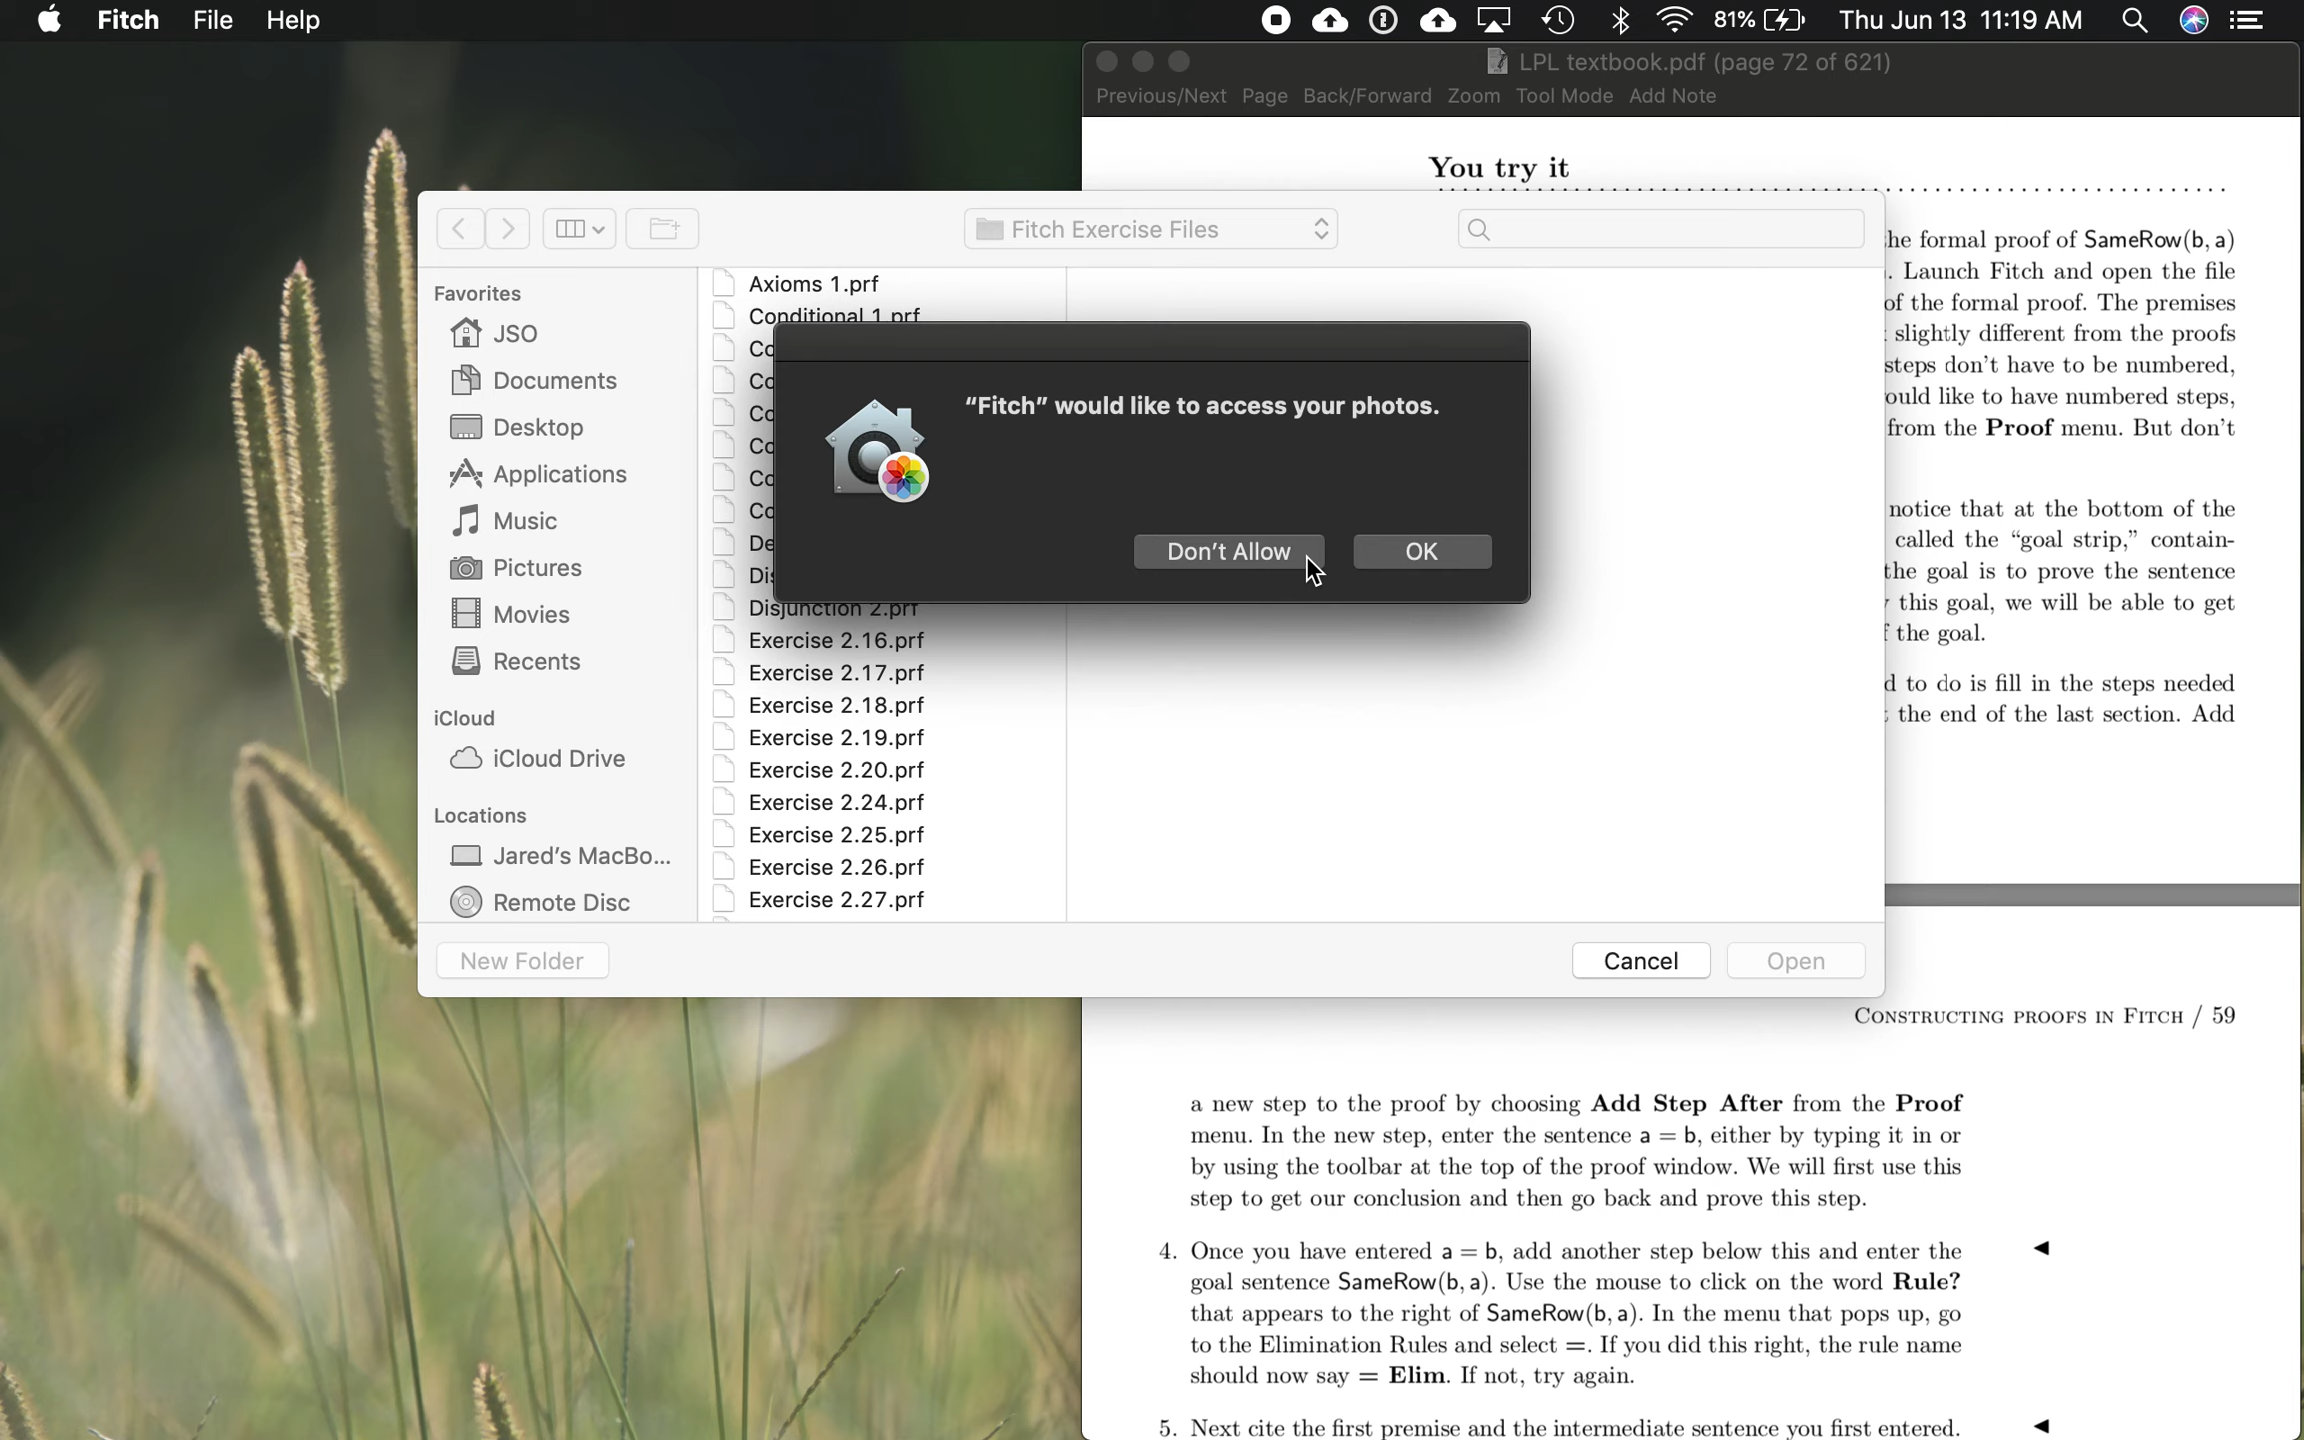 Fitch File Help
81% Thu Jun 13 11:19 AM
LPL textbook.pdf (page 72 of 621)
Previous/Next Page Back/Forward Zoom Tool Mode Add Note
You try it
Fitch Exercise Files
Favorites
JSO
Documents
Desktop
Applications
Music
Pictures
Movies
Recents
iCloud
iCloud Drive
Locations
Jared’s MacBo...
Remote Disc
Axioms 1.prf
Conditional 1.prf
Co
Co
Co
Co
Co
Co
De
Dis
Disjunction 2.prf
Exercise 2.16.prf
Exercise 2.17.prf
Exercise 2.18.prf
Exercise 2.19.prf
Exercise 2.20.prf
Exercise 2.24.prf
Exercise 2.25.prf
Exercise 2.26.prf
Exercise 2.27.prf
“Fitch” would like to access your photos.
Don’t Allow OK
New Folder Cancel Open
he formal proof of SameRow(b, a)
. Launch Fitch and open the file
of the formal proof. The premises
slightly different from the proofs
steps don’t have to be numbered,
ould like to have numbered steps,
from the Proof menu. But don’t
notice that at the bottom of the
called the “goal strip,” contain-
the goal is to prove the sentence
this goal, we will be able to get
f the goal.
d to do is fill in the steps needed
the end of the last section. Add
Constructing proofs in Fitch / 59
a new step to the proof by choosing Add Step After from the Proof
menu. In the new step, enter the sentence a = b, either by typing it in or
by using the toolbar at the top of the proof window. We will first use this
step to get our conclusion and then go back and prove this step.
4. Once you have entered a = b, add another step below this and enter the
goal sentence SameRow(b, a). Use the mouse to click on the word Rule?
that appears to the right of SameRow(b, a). In the menu that pops up, go
to the Elimination Rules and select =. If you did this right, the rule name
should now say = Elim. If not, try again.
5. Next cite the first premise and the intermediate sentence you first entered.